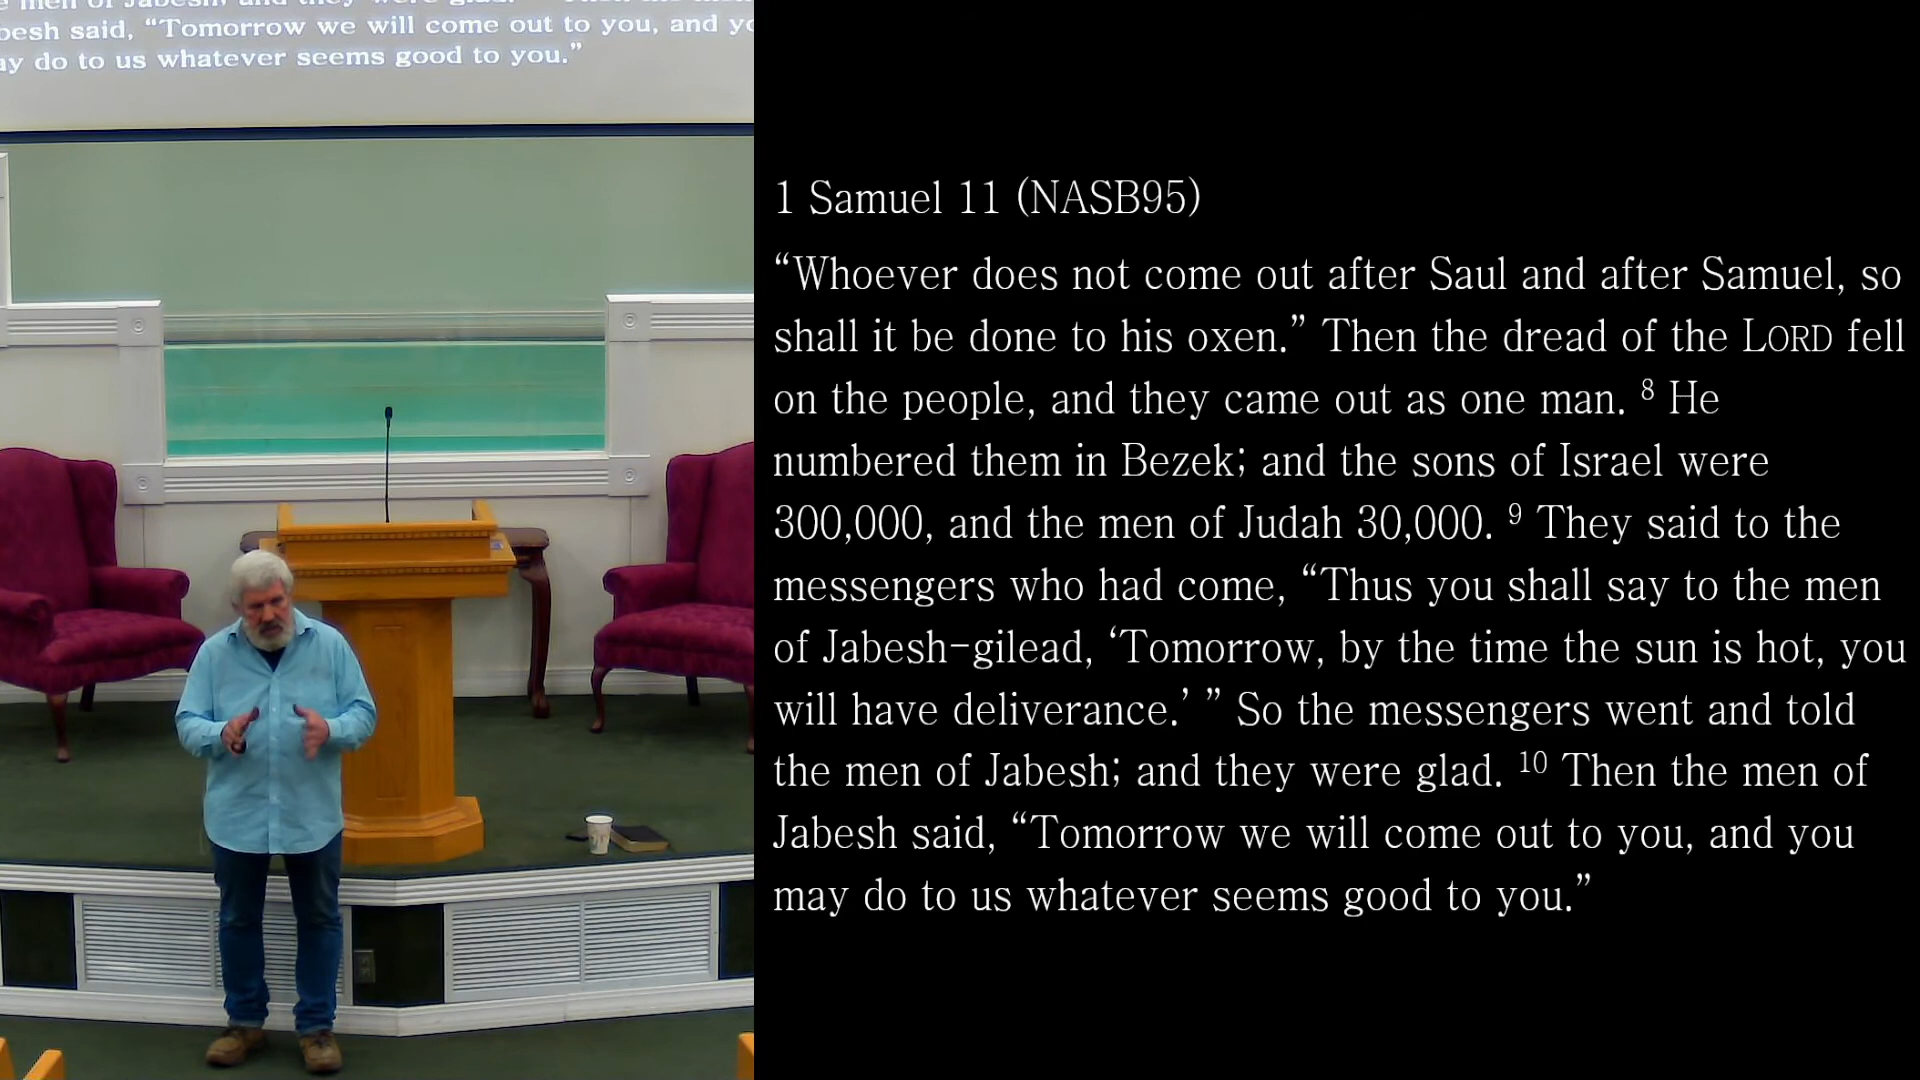 men of Jabesh; and they were glad.
said, “Tomorrow we will come out to you, and
do to us whatever seems good to you.”
1 Samuel 11 (NASB95)
“Whoever does not come out after Saul and after Samuel, so
shall it be done to his oxen.” Then the dread of the LORD fell
on the people, and they came out as one man. ⁸ He
numbered them in Bezek; and the sons of Israel were
300,000, and the men of Judah 30,000. ⁹ They said to the
messengers who had come, “Thus you shall say to the men
of Jabesh-gilead, ‘Tomorrow, by the time the sun is hot, you
will have deliverance.’ ” So the messengers went and told
the men of Jabesh; and they were glad. ¹⁰ Then the men of
Jabesh said, “Tomorrow we will come out to you, and you
may do to us whatever seems good to you.”